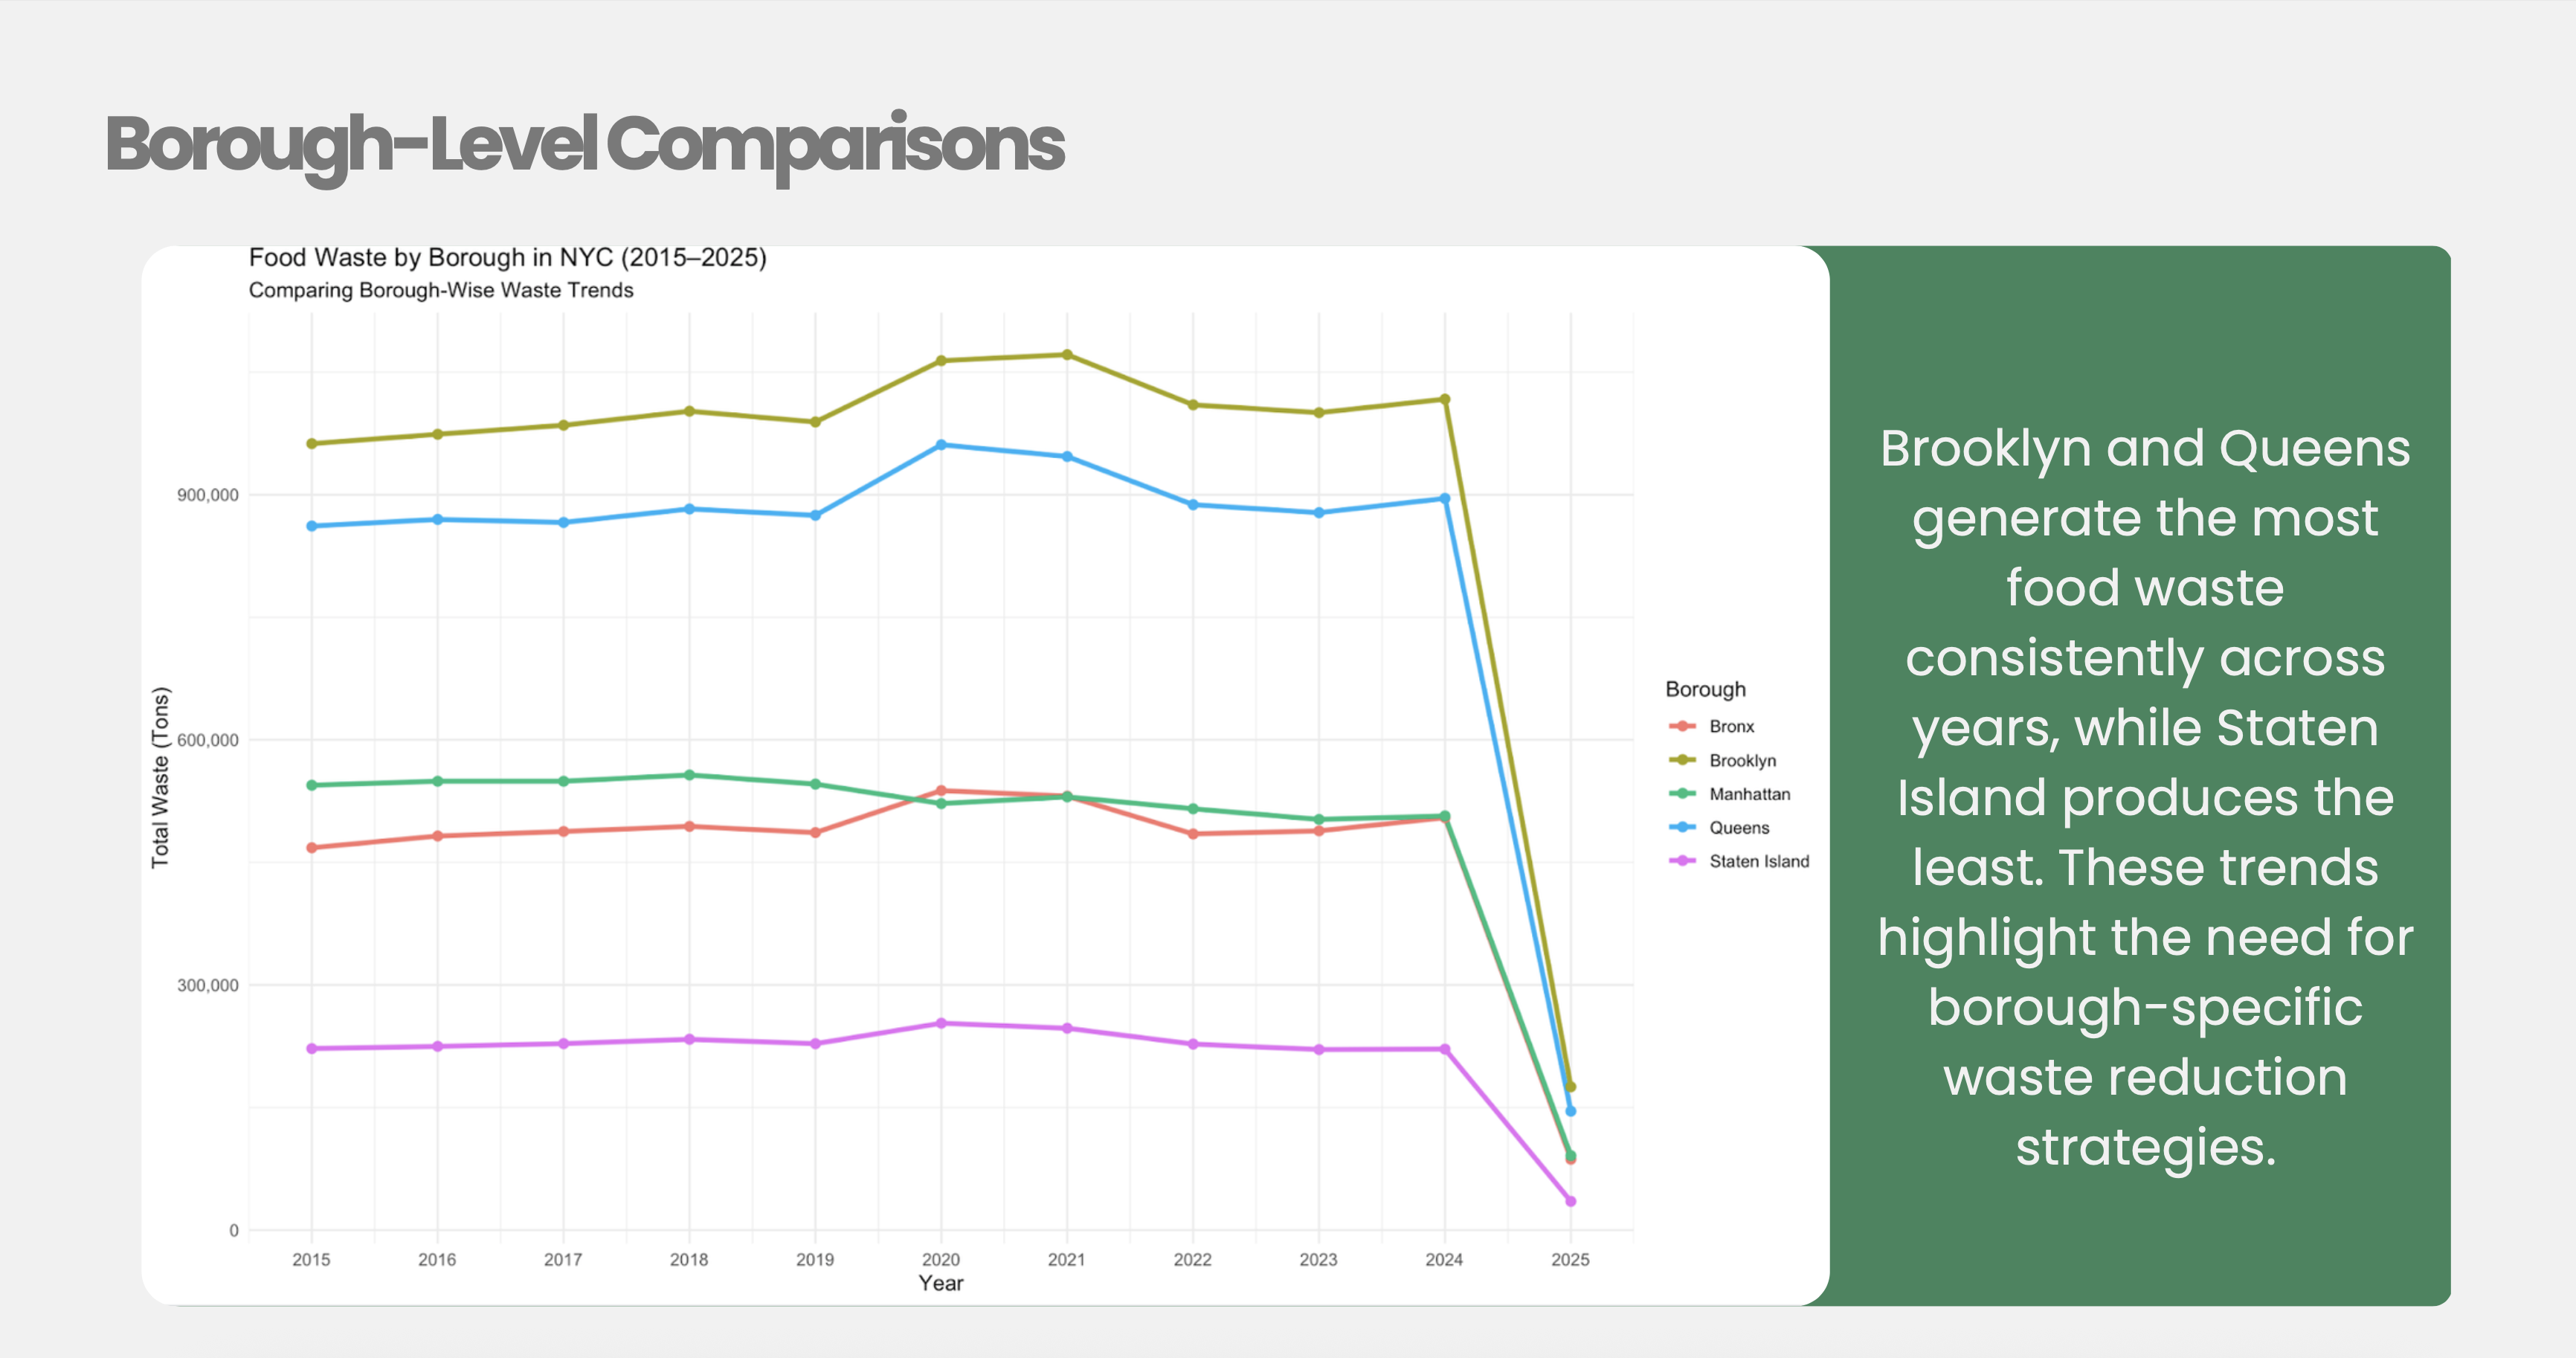 Borough-Level Comparisons
Food Waste by Borough in NYC (2015–2025)
Comparing Borough-Wise Waste Trends
Total Waste (Tons)
900,000
600,000
300,000
0
2015 2016 2017 2018 2019 2020 2021 2022 2023 2024 2025
Year
Borough
Bronx
Brooklyn
Manhattan
Queens
Staten Island
Brooklyn and Queens
generate the most
food waste
consistently across
years, while Staten
Island produces the
least. These trends
highlight the need for
borough-specific
waste reduction
strategies.